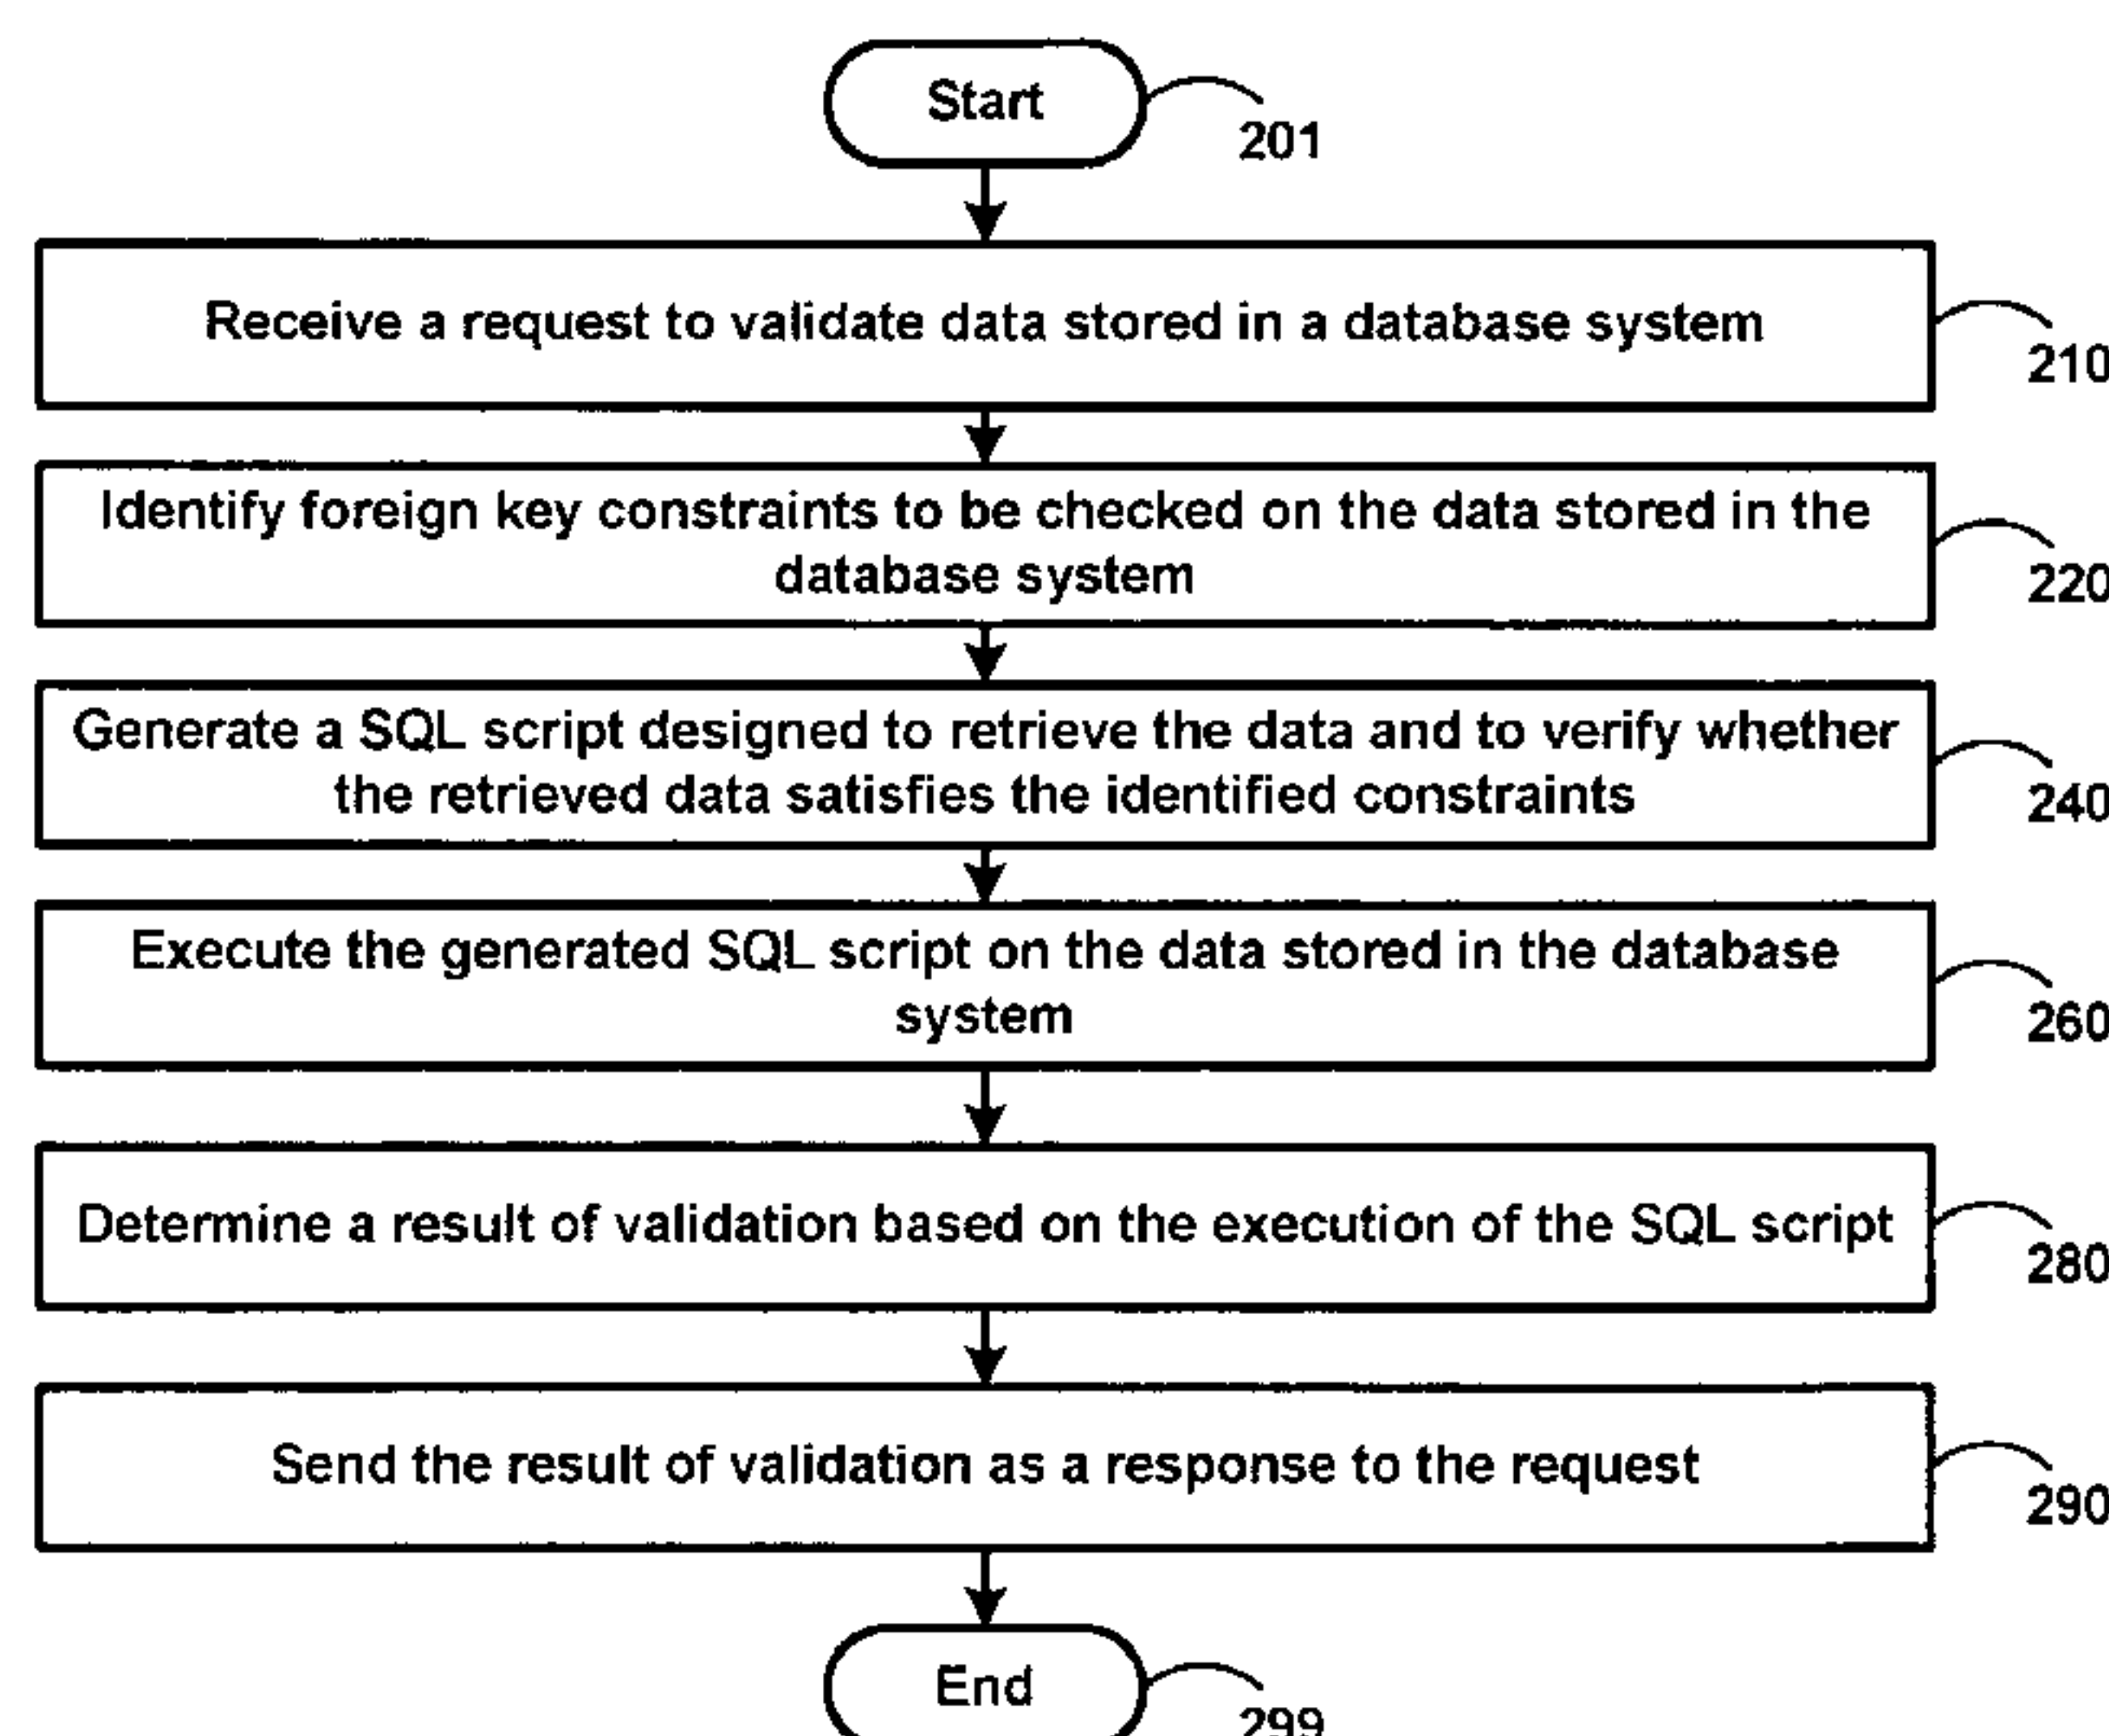 Start
201
Receive a request to validate data stored in a database system
210
Identify foreign key constraints to be checked on the data stored in the
database system
220
Generate a SQL script designed to retrieve the data and to verify whether
the retrieved data satisfies the identified constraints
240
Execute the generated SQL script on the data stored in the database
system
260
Determine a result of validation based on the execution of the SQL script
280
Send the result of validation as a response to the request
290
End
299